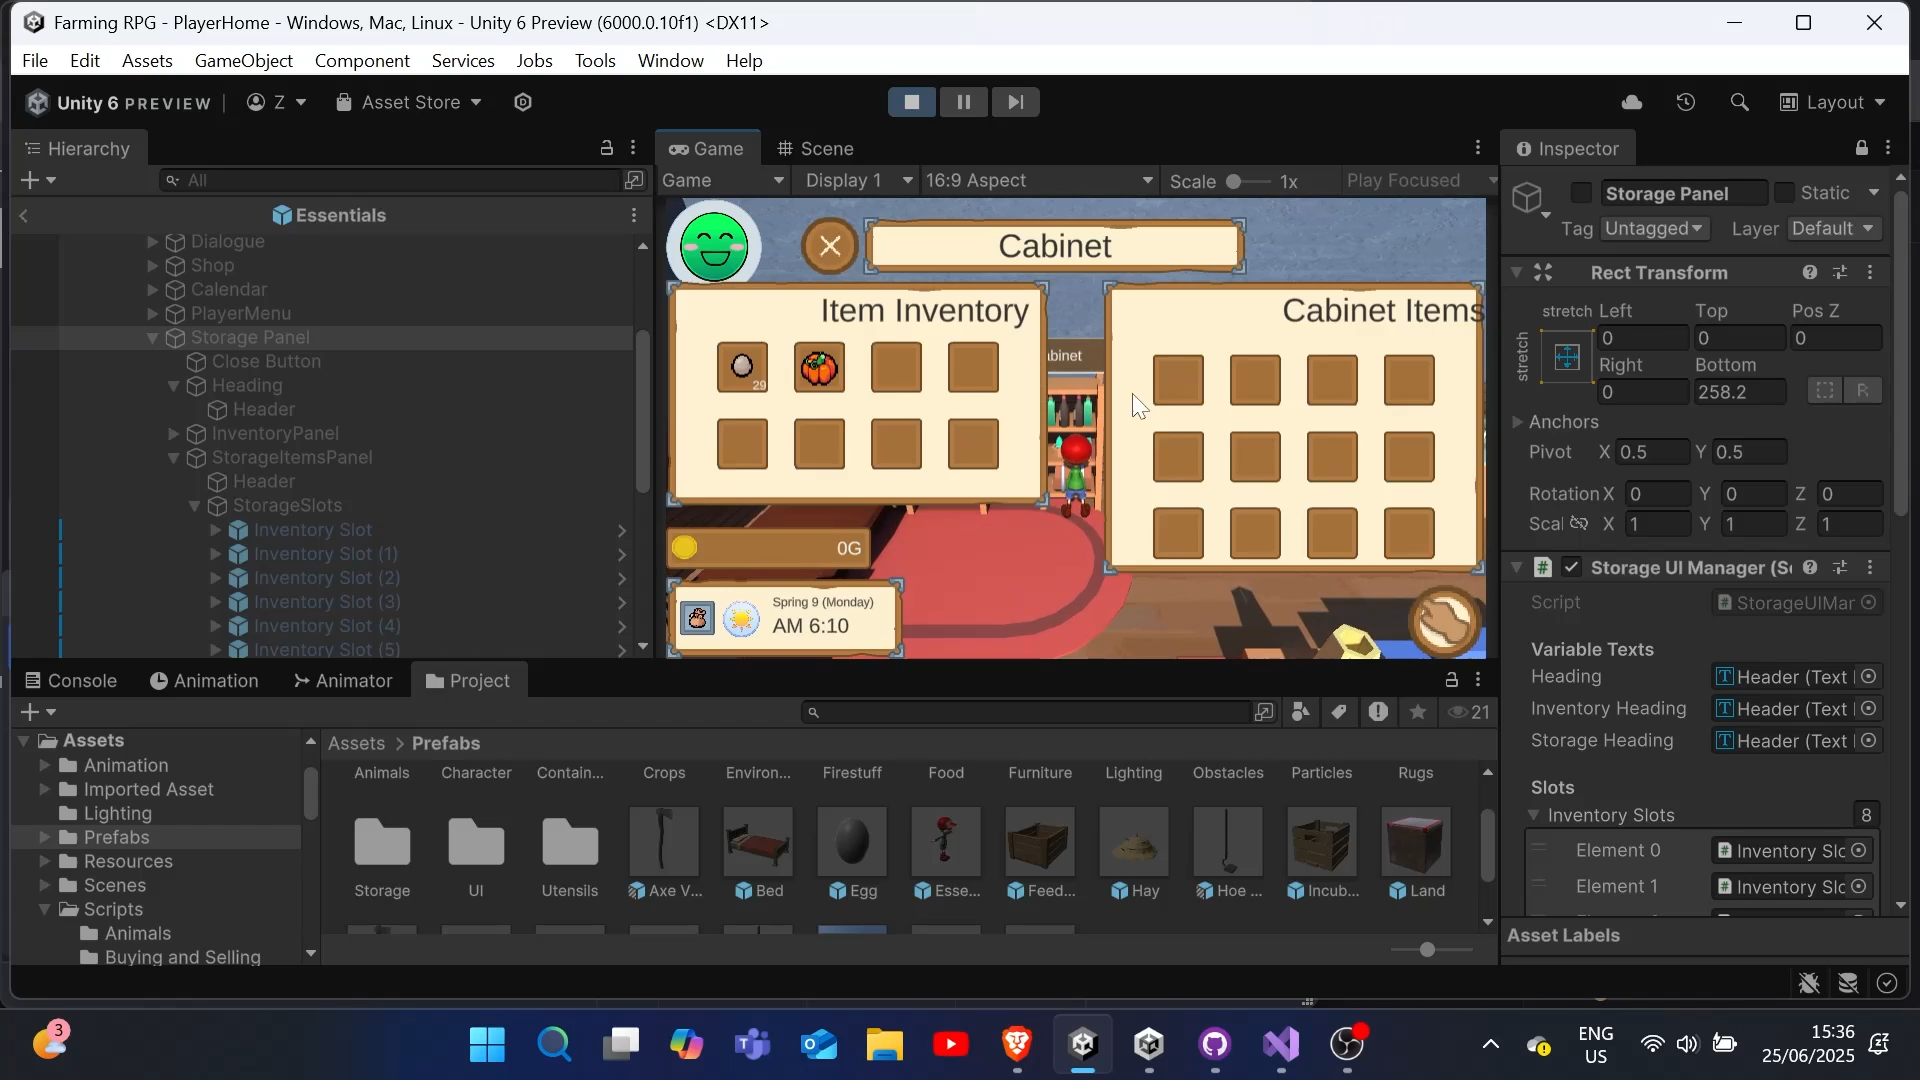 Farming RPG - PlayerHome - Windows, Mac, Linux - Unity 6 Preview (6000.0.10f1) <DX11>
File Edit Assets GameObject Component Services Jobs Tools Window Help
Unity 6 PREVIEW Z Asset Store Layout
Hierarchy
All
Essentials
Dialogue
Shop
Calendar
PlayerMenu
Storage Panel
Close Button
Heading
Header
InventoryPanel
StorageItemsPanel
Header
StorageSlots
Inventory Slot
Inventory Slot (1)
Inventory Slot (2)
Inventory Slot (3)
Inventory Slot (4)
Inventory Slot (5)
Game Scene
Game Display 1 16:9 Aspect Scale 1x Play Focused
Cabinet
Item Inventory
29
Cabinet Items
abinet
0G
Spring 9 (Monday)
AM 6:10
Inspector
Storage Panel Static
Tag Untagged Layer Default
Rect Transform
stretch Left Top Pos Z
stretch 0 0 0
Right Bottom
0 258.2 R
Anchors
Pivot X 0.5 Y 0.5
Rotation X 0 Y 0 Z 0
Scal X 1 Y 1 Z 1
# Storage UI Manager (S
Script StorageUIMar
Variable Texts
Heading Header (Text
Inventory Heading Header (Text
Storage Heading Header (Text
Slots
Inventory Slots 8
Element 0 Inventory Slc
Element 1 Inventory Slc
Asset Labels
Console Animation Animator Project
21
Assets
Animation
Imported Asset
Lighting
Prefabs
Resources
Scenes
Scripts
Animals
Buying and Selling
Assets > Prefabs
Animals Character Contain... Crops Environ... Firestuff Food Furniture Lighting Obstacles Particles Rugs
Storage UI Utensils Axe V... Bed Egg Esse... Feed... Hay Hoe ... Incub... Land
3
ENG
US
15:36
25/06/2025